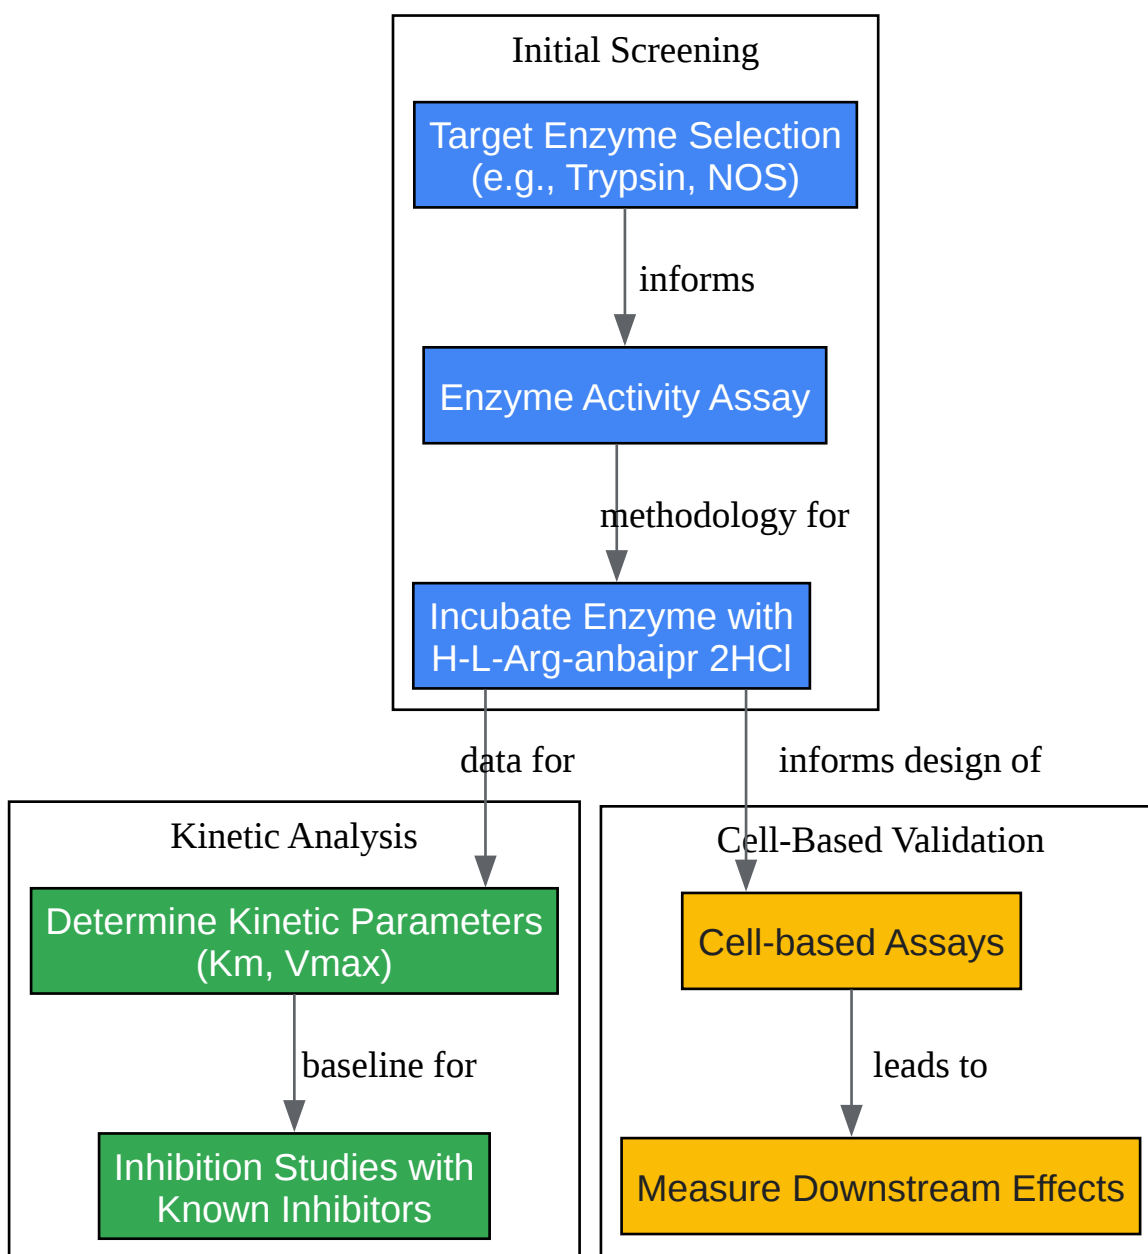 Initial Screening
Target Enzyme Selection
(e.g., Trypsin, NOS)
informs
Enzyme Activity Assay
methodology for
Incubate Enzyme with
H-L-Arg-anbaipr 2HCl
data for
informs design of
Kinetic Analysis
Determine Kinetic Parameters
(Km, Vmax)
baseline for
Inhibition Studies with
Known Inhibitors
Cell-Based Validation
Cell-based Assays
leads to
Measure Downstream Effects